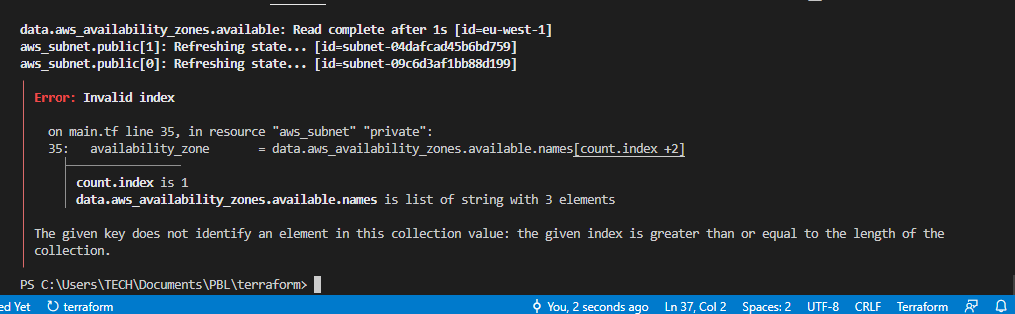 data.aws_availability_zones.available: Read complete after 1s [id=eu-west-1]
aws_subnet.public[1]: Refreshing state... [id=subnet-04dafcad45b6bd759]
aws_subnet.public[0]: Refreshing state... [id=subnet-09c6d3af1bb88d199]
Error: Invalid index
on main.tf line 35, in resource "aws_subnet" "private":
35:   availability_zone       = data.aws_availability_zones.available.names[count.index +2]
count.index is 1
data.aws_availability_zones.available.names is list of string with 3 elements
The given key does not identify an element in this collection value: the given index is greater than or equal to the length of the
collection.
PS C:\Users\TECH\Documents\PBL\terraform>
ed Yet terraform You, 2 seconds ago Ln 37, Col 2 Spaces: 2 UTF-8 CRLF Terraform